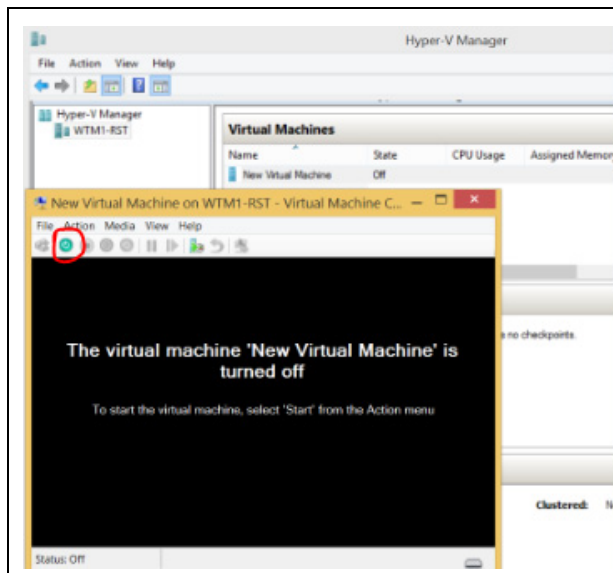 Hyper-V Manager
File Action View Help
Hyper-V Manager
WTM1-RST
Virtual Machines
Name State CPU Usage Assigned Memory
New Virtual Machine Off
New Virtual Machine on WTM1-RST - Virtual Machine C...
File Action Media View Help
The virtual machine 'New Virtual Machine' is
turned off
To start the virtual machine, select 'Start' from the Action menu
no checkpoints.
Clustered:
Status: Off